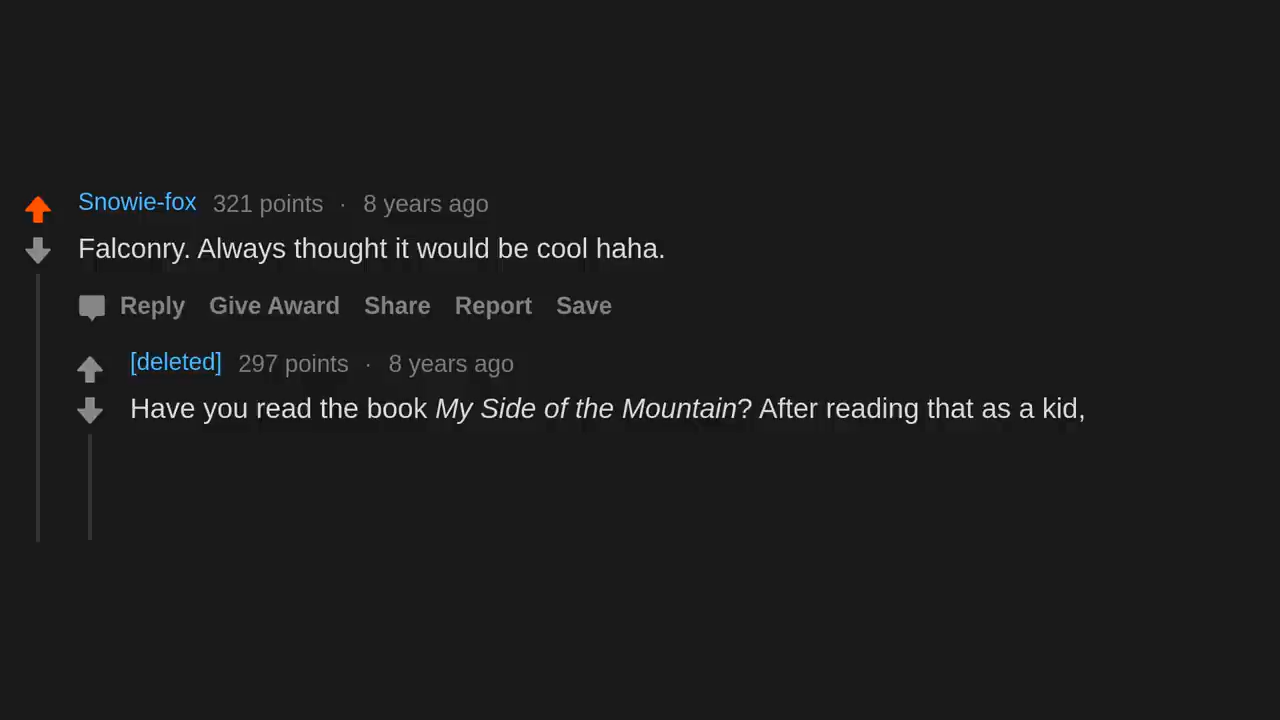 Snowie-fox 321 points · 8 years ago
Falconry. Always thought it would be cool haha.
Reply Give Award Share Report Save
[deleted] 297 points · 8 years ago
Have you read the book My Side of the Mountain? After reading that as a kid,